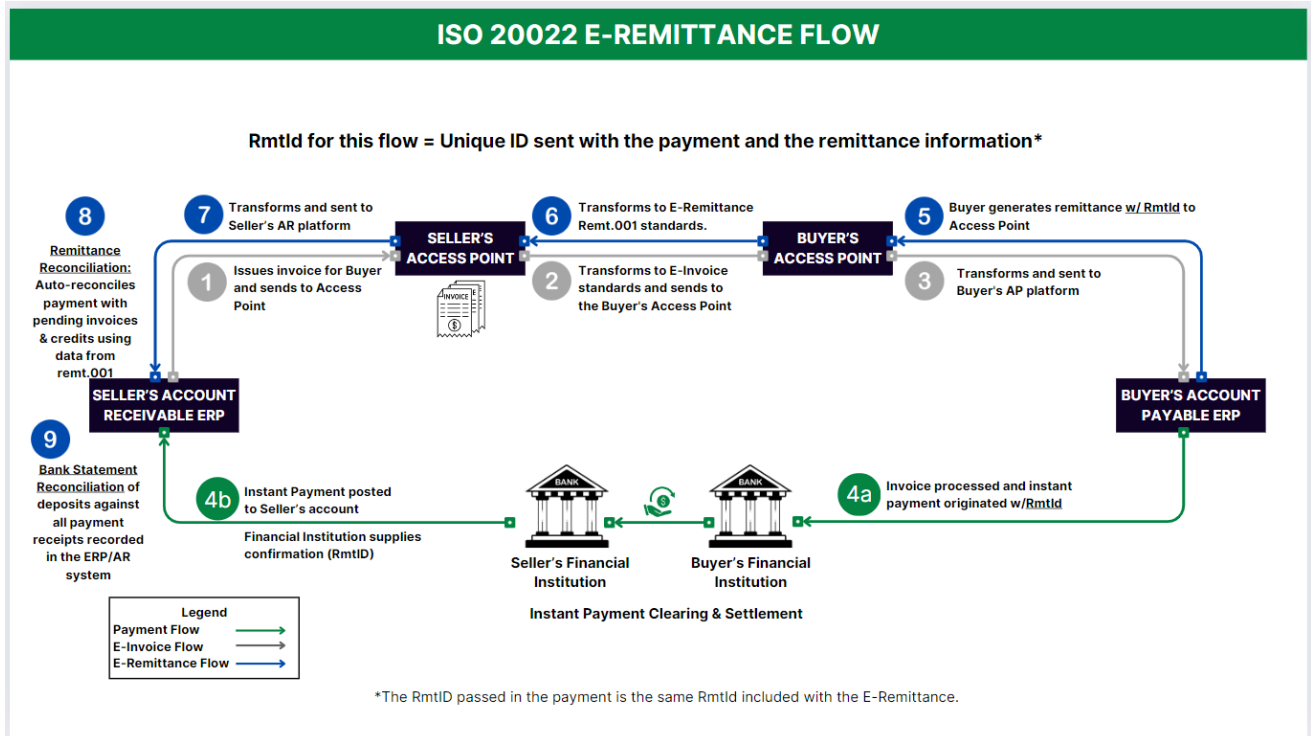 ISO 20022 E-REMITTANCE FLOW
RmtId for this flow = Unique ID sent with the payment and the remittance information*
8
Remittance
Reconciliation:
Auto-reconciles
payment with
pending invoices
& credits using
data from
remt.001
7
Transforms and sent to
Seller's AR platform
1
Issues invoice for Buyer
and sends to Access
Point
SELLER'S
ACCESS POINT
INVOICE
6
Transforms to E-Remittance
Remt.001 standards.
2
Transforms to E-Invoice
standards and sends to
the Buyer's Access Point
BUYER'S
ACCESS POINT
5
Buyer generates remittance w/ RmtId to
Access Point
3
Transforms and sent to
Buyer's AP platform
SELLER'S ACCOUNT
RECEIVABLE ERP
BUYER'S ACCOUNT
PAYABLE ERP
9
Bank Statement
Reconciliation of
deposits against
all payment
receipts recorded
in the ERP/AR
system
4b
Instant Payment posted
to Seller's account
Financial Institution supplies
confirmation (RmtID)
BANK
Seller's Financial
Institution
BANK
Buyer's Financial
Institution
4a
Invoice processed and instant
payment originated w/RmtId
Instant Payment Clearing & Settlement
Legend
Payment Flow
E-Invoice Flow
E-Remittance Flow
*The RmtID passed in the payment is the same RmtId included with the E-Remittance.